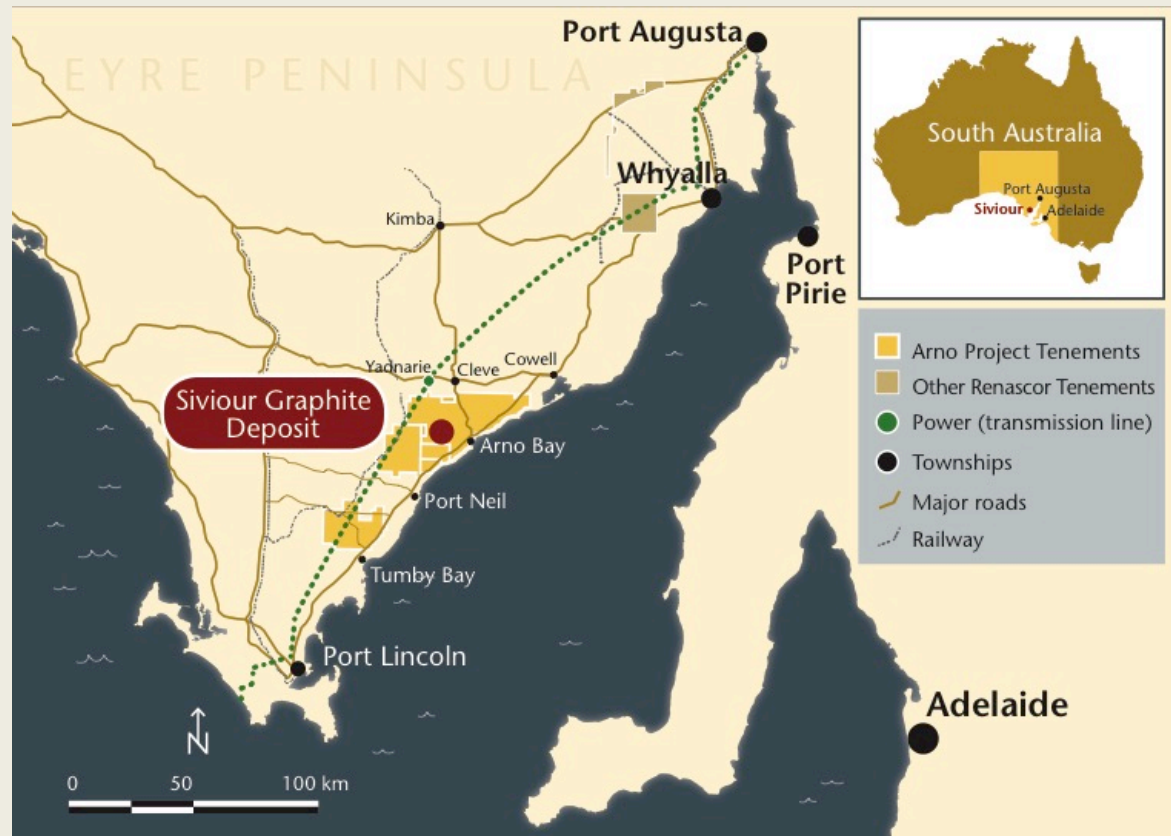 EYRE PENINSULA
Port Augusta
Whyalla
Kimba
Port
Pirie
Yadnarie
Cleve
Cowell
Siviour Graphite
Deposit
Arno Bay
Port Neil
Tumby Bay
Port Lincoln
Adelaide
N
0 50 100 km
South Australia
Port Augusta
Siviour
Adelaide
Arno Project Tenements
Other Renascor Tenements
Power (transmission line)
Townships
Major roads
Railway